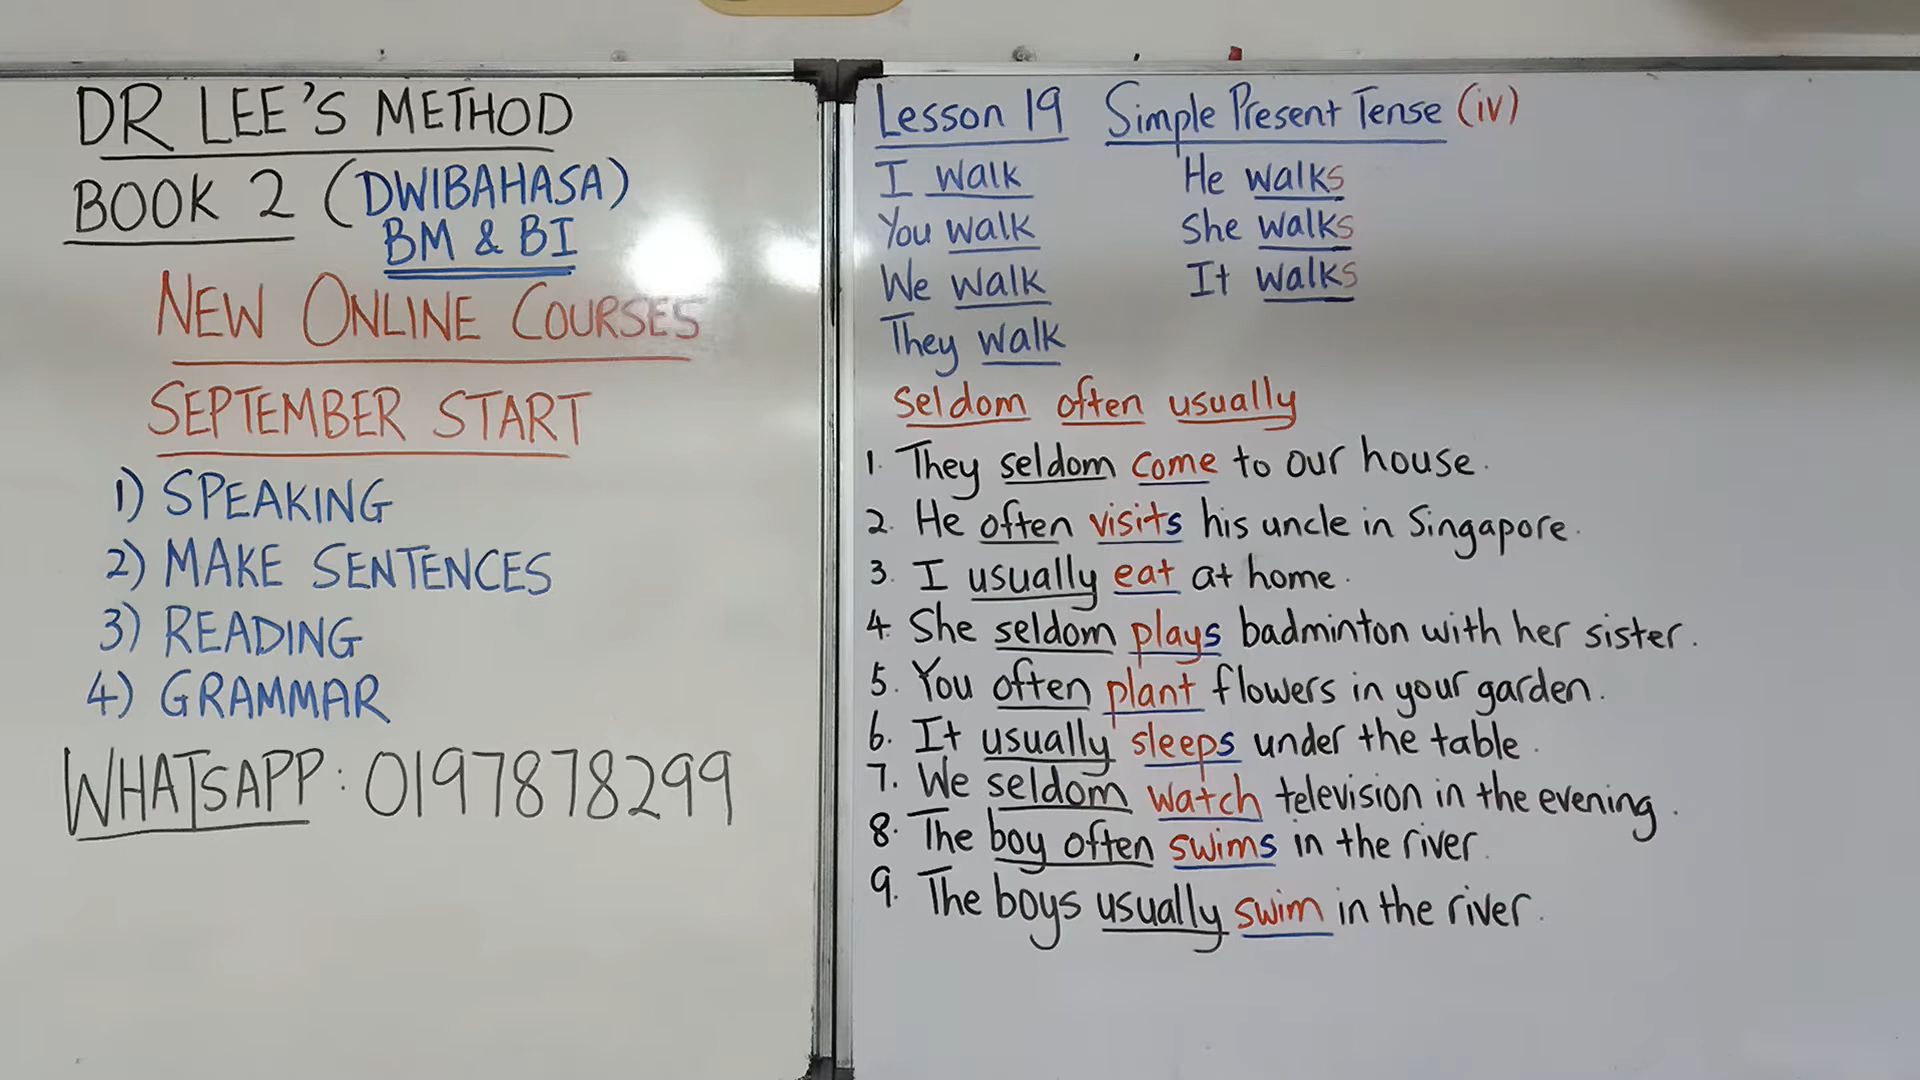 DR LEE'S METHOD
BOOK 2 (DWIBAHASA)
BM & BI
NEW ONLINE COURSES
SEPTEMBER START
1) SPEAKING
2) MAKE SENTENCES
3) READING
4) GRAMMAR
WHATSAPP: 0197878299
Lesson 19 Simple Present Tense (iv)
I walk He walks
You walk She walks
We walk It walks
They walk
seldom often usually
1. They seldom come to our house.
2. He often visits his uncle in Singapore.
3. I usually eat at home.
4. She seldom plays badminton with her sister.
5. You often plant flowers in your garden.
6. It usually sleeps under the table.
7. We seldom watch television in the evening.
8. The boy often swims in the river.
9. The boys usually swim in the river.